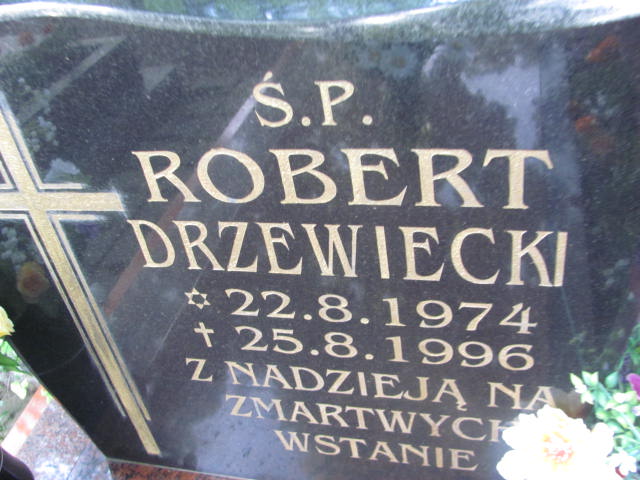 Ś.P.
ROBERT
DRZEWIECKI
✡ 22.8.1974
✝ 25.8.1996
Z NADZIEJĄ NA
WSTANIE